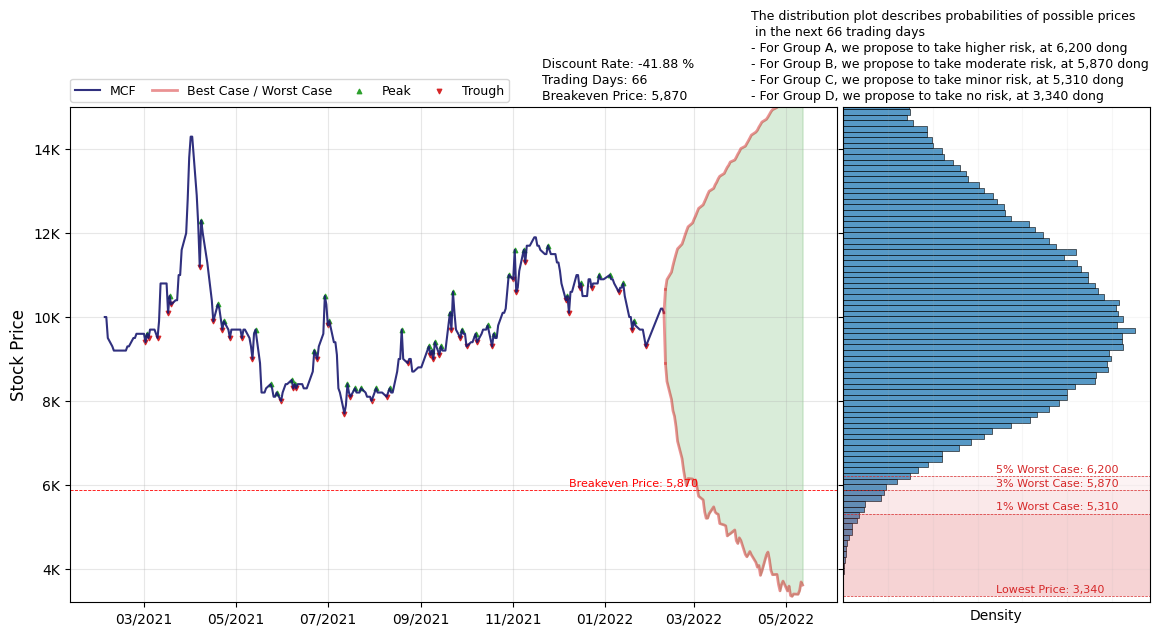 The distribution plot describes probabilities of possible prices
in the next 66 trading days
- For Group A, we propose to take higher risk, at 6,200 dong
- For Group B, we propose to take moderate risk, at 5,870 dong
- For Group C, we propose to take minor risk, at 5,310 dong
- For Group D, we propose to take no risk, at 3,340 dong
Discount Rate: -41.88 %
Trading Days: 66
Breakeven Price: 5,870
MCF
Best Case / Worst Case
Peak
Trough
Stock Price
14K
12K
10K
8K
6K
4K
Breakeven Price: 5,870
03/2021
05/2021
07/2021
09/2021
11/2021
01/2022
03/2022
05/2022
5% Worst Case: 6,200
3% Worst Case: 5,870
1% Worst Case: 5,310
Lowest Price: 3,340
Density